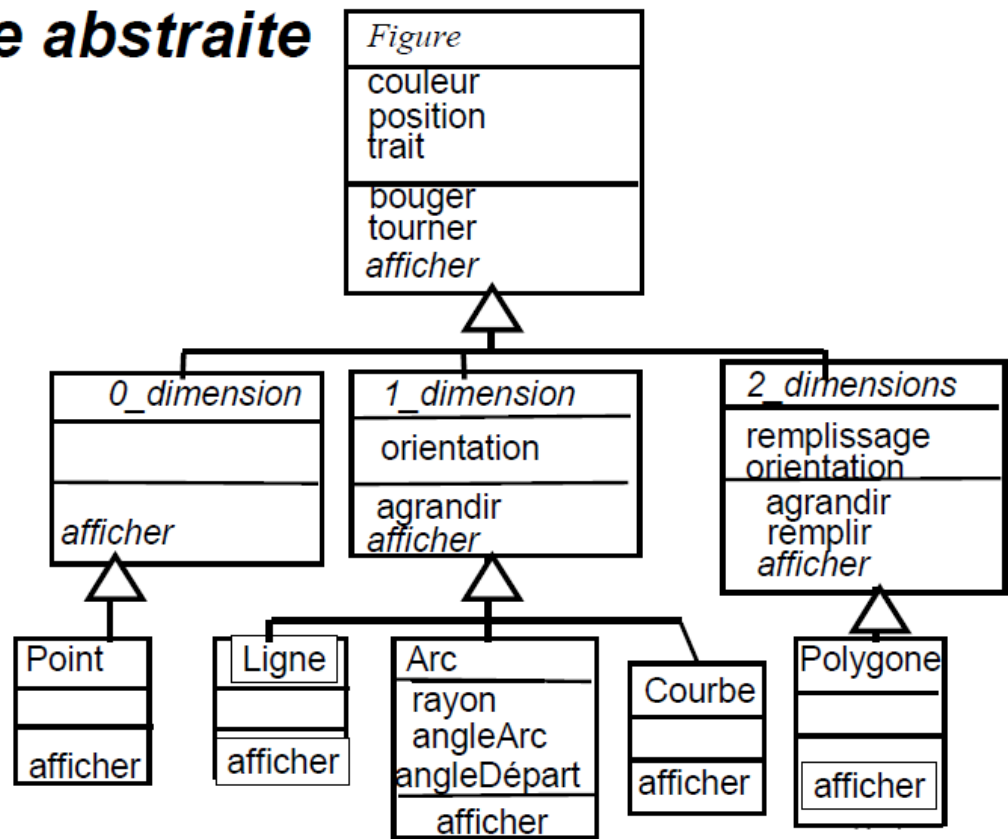 e abstraite
Figure
couleur
position
trait
bouger
tourner
afficher
0_dimension
afficher
1_dimension
orientation
agrandir
afficher
2_dimensions
remplissage
orientation
agrandir
remplir
afficher
Point
afficher
Ligne
afficher
Arc
rayon
angleArc
angleDépart
afficher
Courbe
afficher
Polygone
afficher